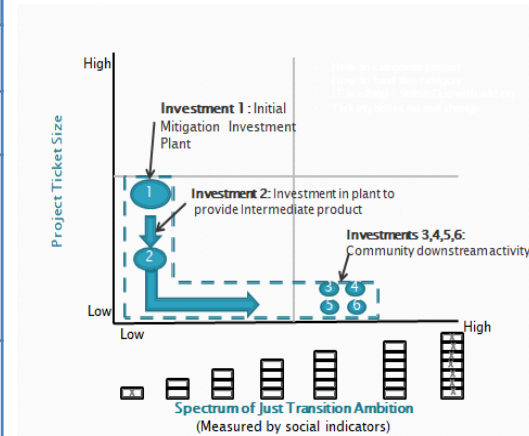 High
Investment 1: Initial
Mitigation Investment
Plant
Project Ticket Size
1
Investment 2: Investment in plant to
provide Intermediate product
Investments 3,4,5,6:
Community downstream activity
2
3 4
5 6
Low
Low
High
Spectrum of Just Transition Ambition
(Measured by social indicators)